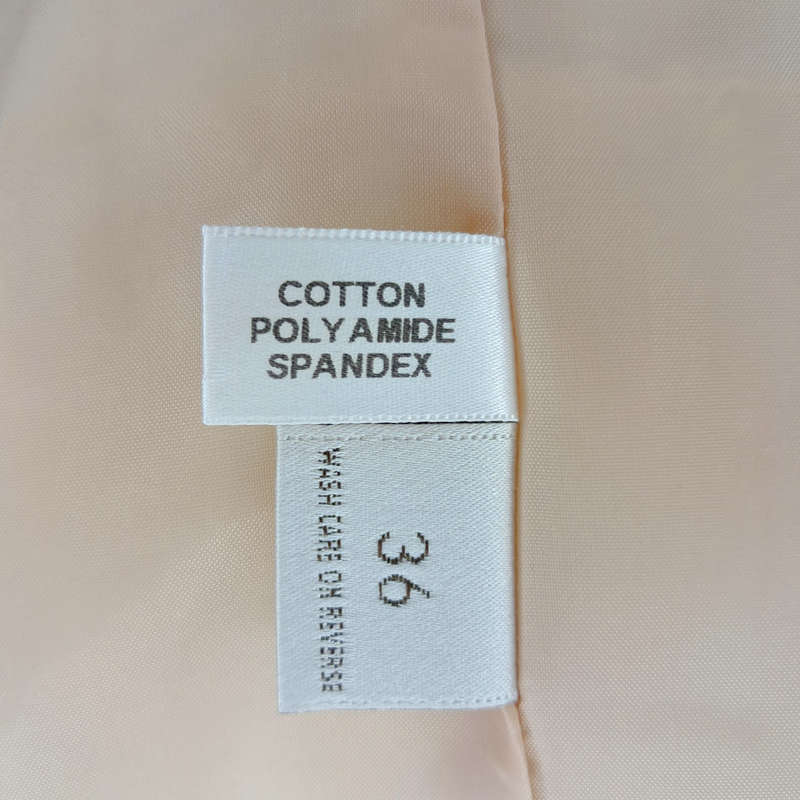 COTTON
POLYAMIDE
SPANDEX
36
WASH CARE ON REVERSE